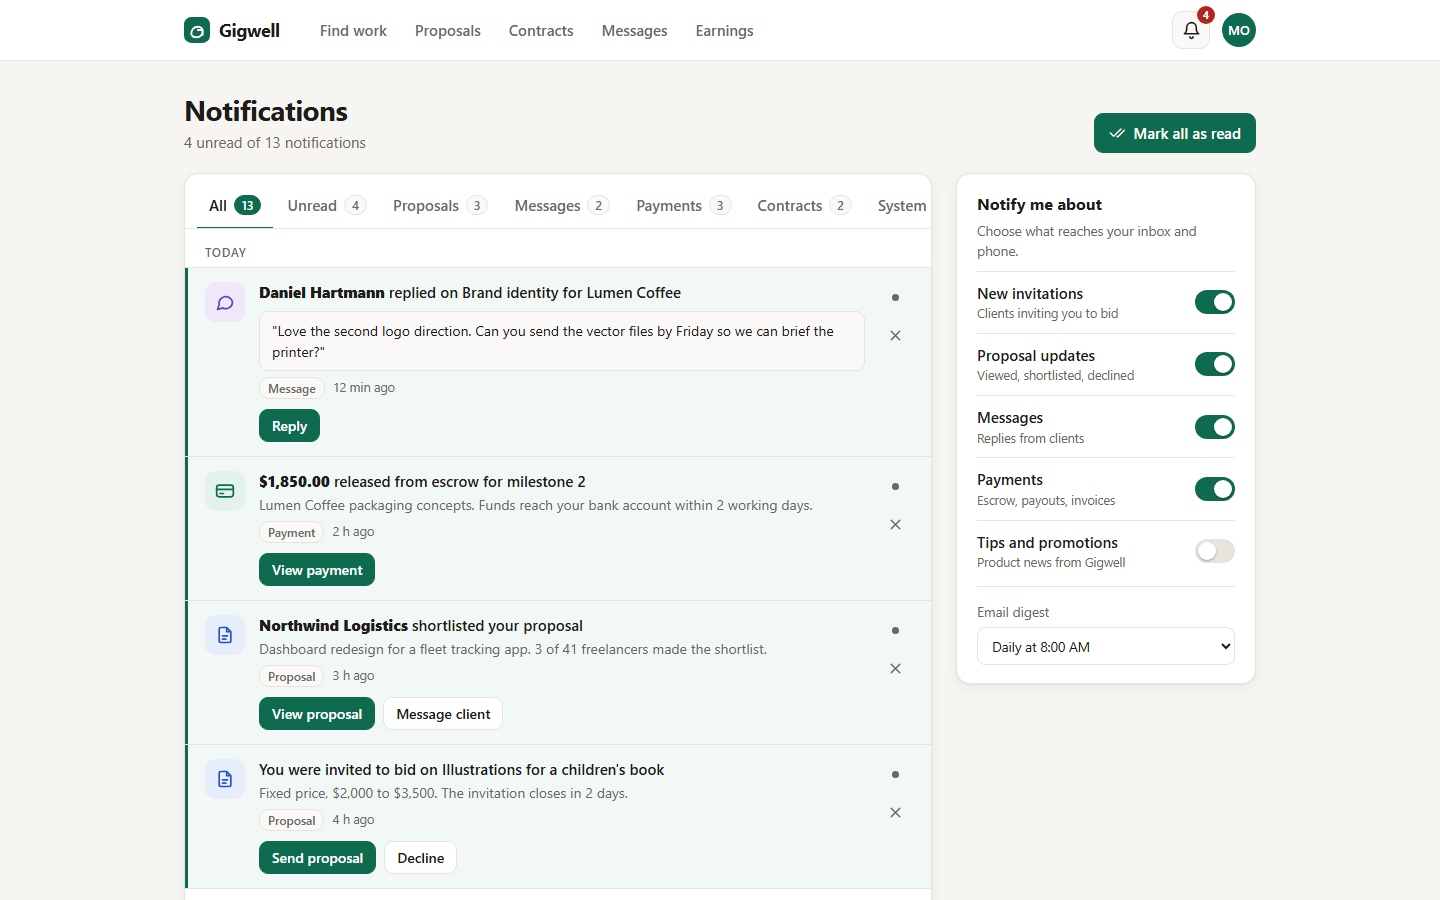 Gigwell
Find work
Proposals
Contracts
Messages
Earnings
4
MO
Notifications
4 unread of 13 notifications
Mark all as read
All 13
Unread 4
Proposals 3
Messages 2
Payments 3
Contracts 2
System
TODAY
Daniel Hartmann replied on Brand identity for Lumen Coffee
"Love the second logo direction. Can you send the vector files by Friday so we can brief the
printer?"
Message 12 min ago
Reply
$1,850.00 released from escrow for milestone 2
Lumen Coffee packaging concepts. Funds reach your bank account within 2 working days.
Payment 2 h ago
View payment
Northwind Logistics shortlisted your proposal
Dashboard redesign for a fleet tracking app. 3 of 41 freelancers made the shortlist.
Proposal 3 h ago
View proposal Message client
You were invited to bid on Illustrations for a children's book
Fixed price, $2,000 to $3,500. The invitation closes in 2 days.
Proposal 4 h ago
Send proposal Decline
Notify me about
Choose what reaches your inbox and
phone.
New invitations
Clients inviting you to bid
Proposal updates
Viewed, shortlisted, declined
Messages
Replies from clients
Payments
Escrow, payouts, invoices
Tips and promotions
Product news from Gigwell
Email digest
Daily at 8:00 AM